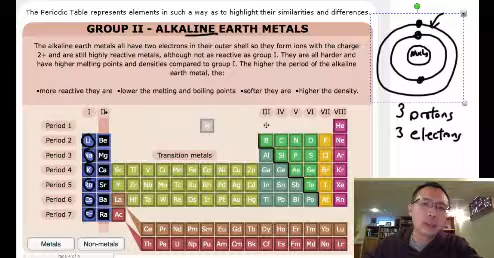 The Periodic Table represents elements in such a way as to highlight their similarities and differences.
GROUP II - ALKALINE EARTH METALS
The alkaline earth metals all have two electrons in their outer shell so they form ions with the charge
2+ and are still highly reactive metals, although not as reactive as group I. They are all harder and
have higher melting points and densities compared to group I. The higher the period of the alkaline
earth metal, the:
•more reactive they are •lower the melting and boiling points •softer they are •higher the density.
3 protons
3 electrons
I II III IV V VI VII VIII
Period 1 H He
Period 2 Li Be B C N O F Ne
Period 3 Na Mg Transition metals Al Si P S Cl Ar
Period 4 K Ca Sc Ti V Cr Mn Fe Co Ni Cu Zn Ga Ge As Se Br Kr
Period 5 Sr Y Zr Nb Mo Tc Ru Rh Pd Ag Cd In Sn Sb Te I Xe
Period 6 Ba La Hf Ta W Re Os Ir Pt Au Hg Tl Pb Bi Po At Rn
Period 7 Ra Ac
Ce Pr Nd Pm Sm Eu Gd Tb Dy Ho Er Tm Yb Lu
Th Pa U Np Pu Am Cm Bk Cf Es Fm Md No Lr
Metals Non-metals